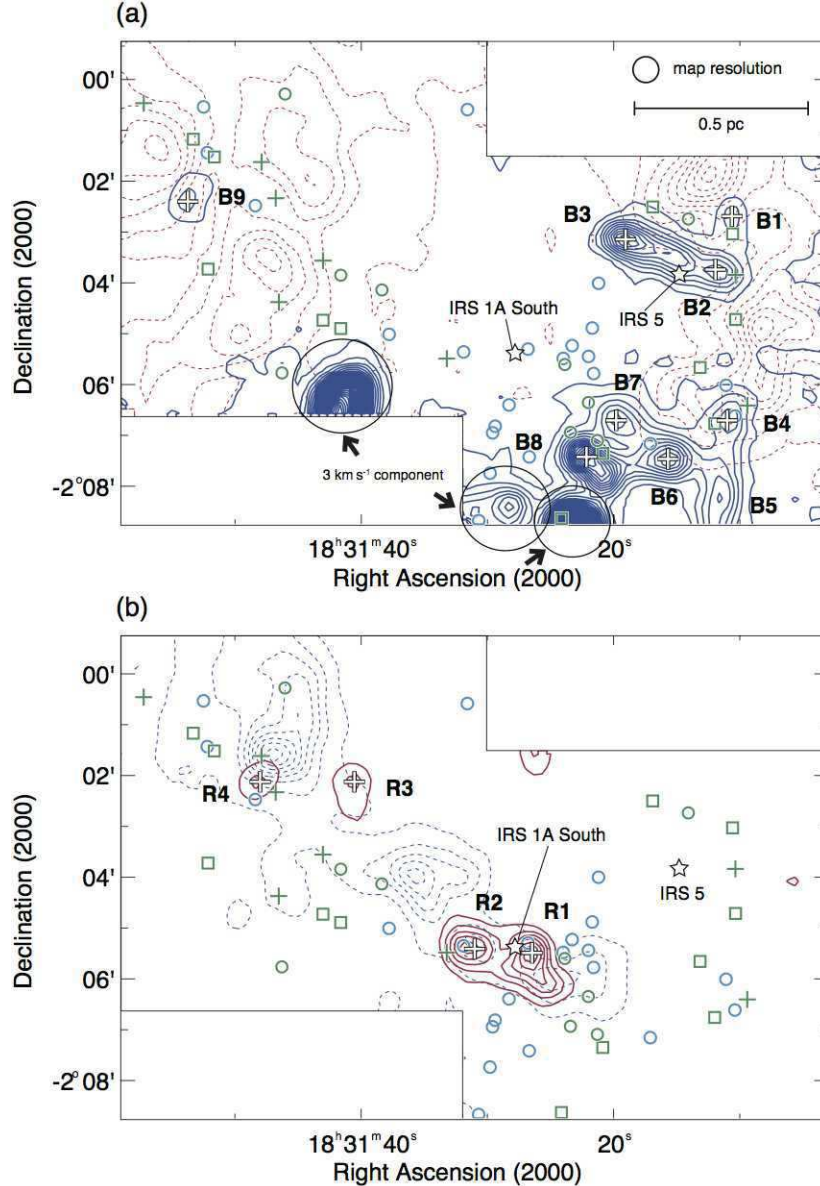 (a)
00'
02'
04'
06'
-2°08'
Declination (2000)
map resolution
0.5 pc
B9
B3
B1
IRS 1A South
IRS 5
B2
B7
B4
B8
3 km s⁻¹ component
B6
B5
18ʰ31ᵐ40ˢ
20ˢ
Right Ascension (2000)
(b)
00'
02'
04'
06'
-2°08'
Declination (2000)
R4
R3
IRS 1A South
R2
R1
IRS 5
18ʰ31ᵐ40ˢ
20ˢ
Right Ascension (2000)